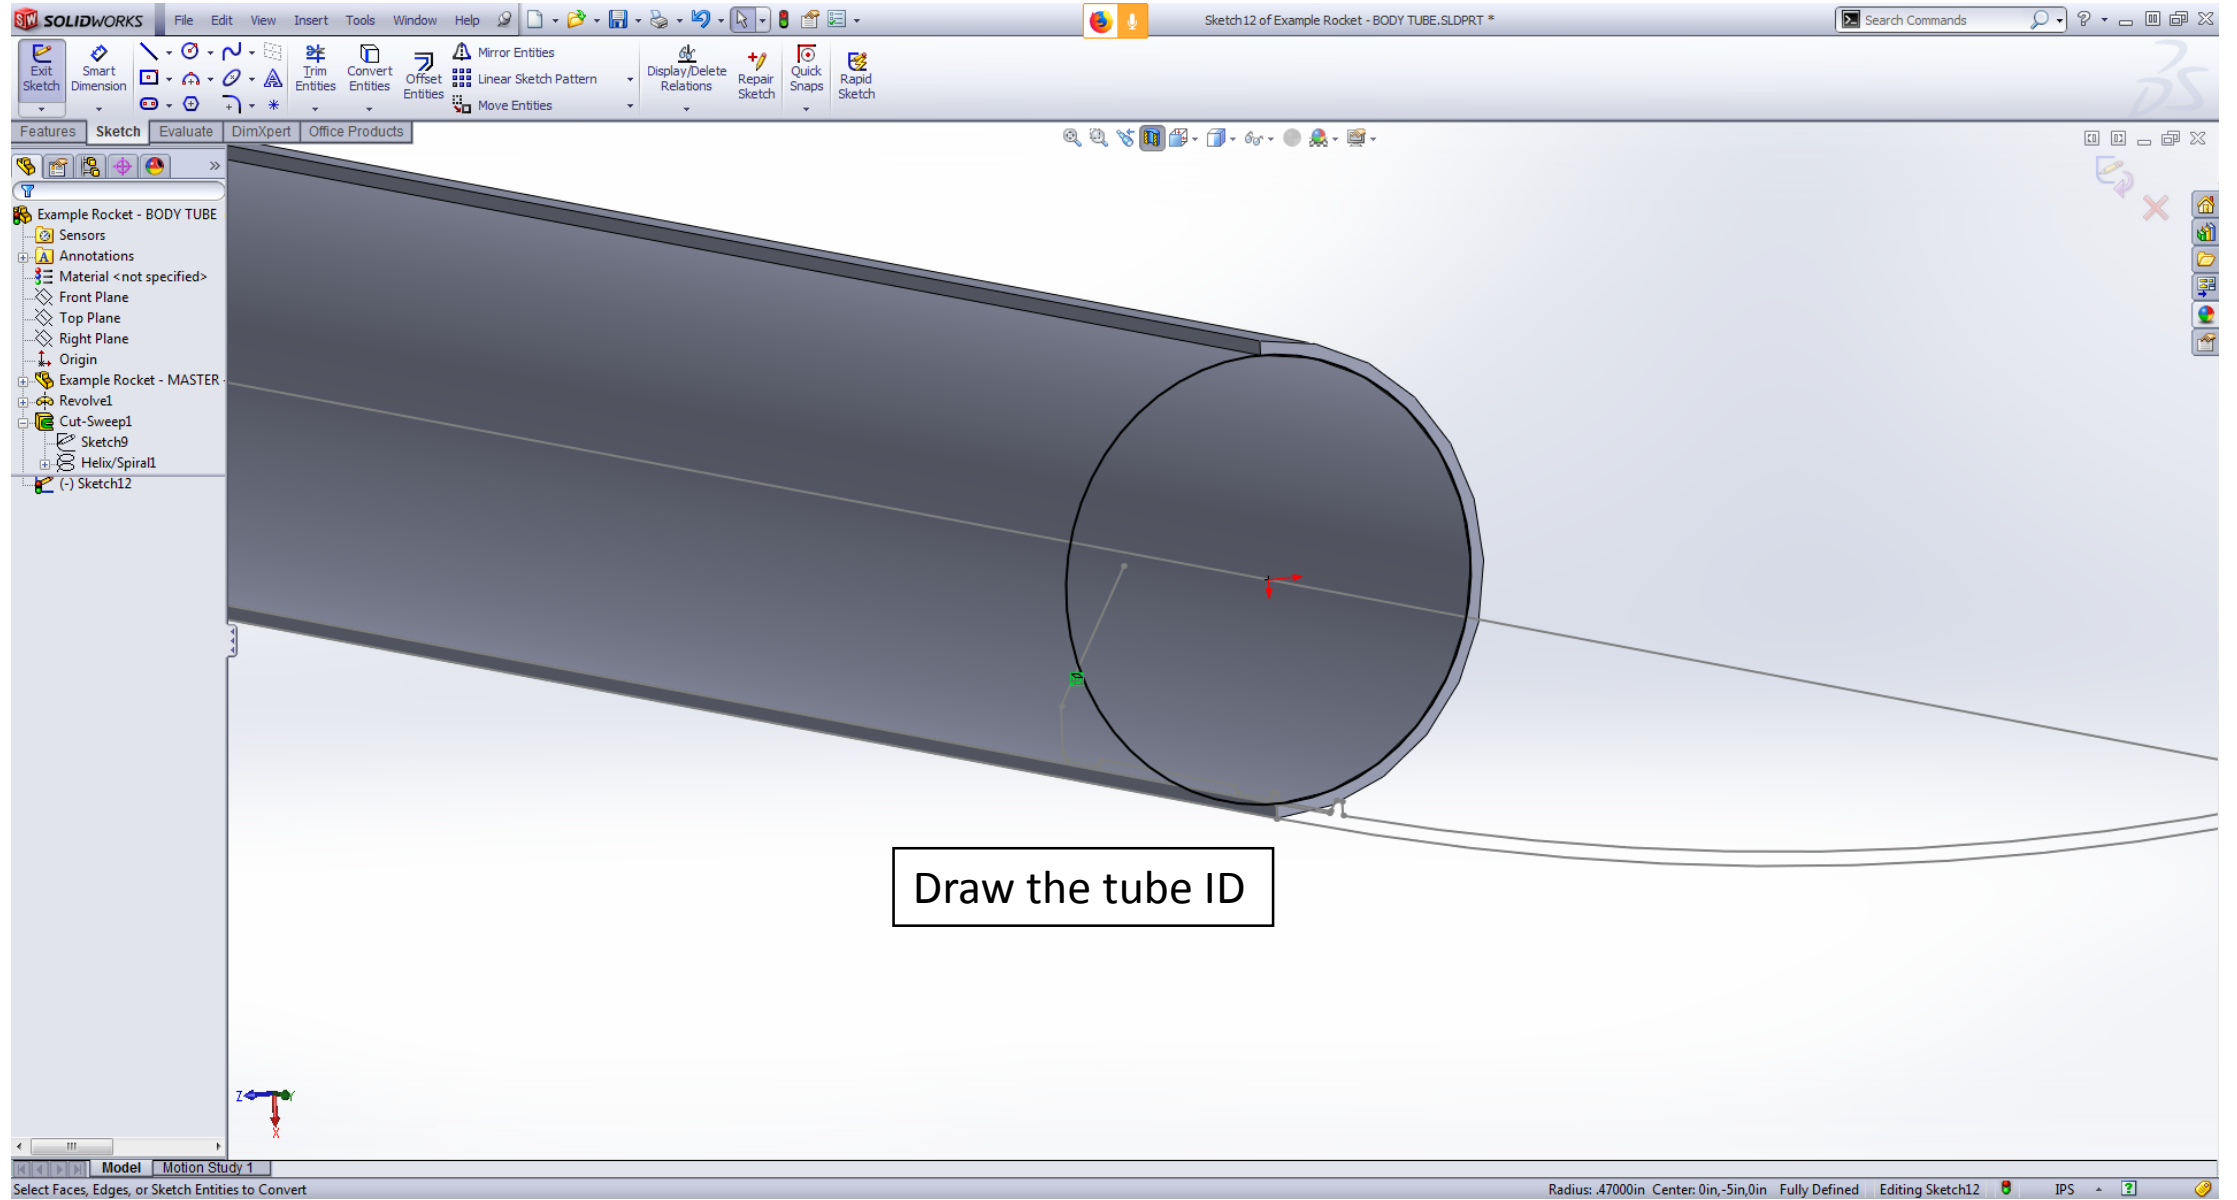 SOLIDWORKS File Edit View Insert Tools Window Help Sketch12 of Example Rocket - BODY TUBE.SLDPRT * Search Commands
Exit Sketch
Smart Dimension
Trim Entities
Convert Entities
Offset Entities
Mirror Entities
Linear Sketch Pattern
Move Entities
Display/Delete Relations
Repair Sketch
Quick Snaps
Rapid Sketch
Features Sketch Evaluate DimXpert Office Products
Example Rocket - BODY TUBE
Sensors
Annotations
Material <not specified>
Front Plane
Top Plane
Right Plane
Origin
Example Rocket - MASTER -
Revolve1
Cut-Sweep1
Sketch9
Helix/Spiral1
(-) Sketch12
Draw the tube ID
Z Y
X
Model Motion Study 1
Select Faces, Edges, or Sketch Entities to Convert Radius: .47000in Center: 0in,-5in,0in Fully Defined Editing Sketch12 IPS